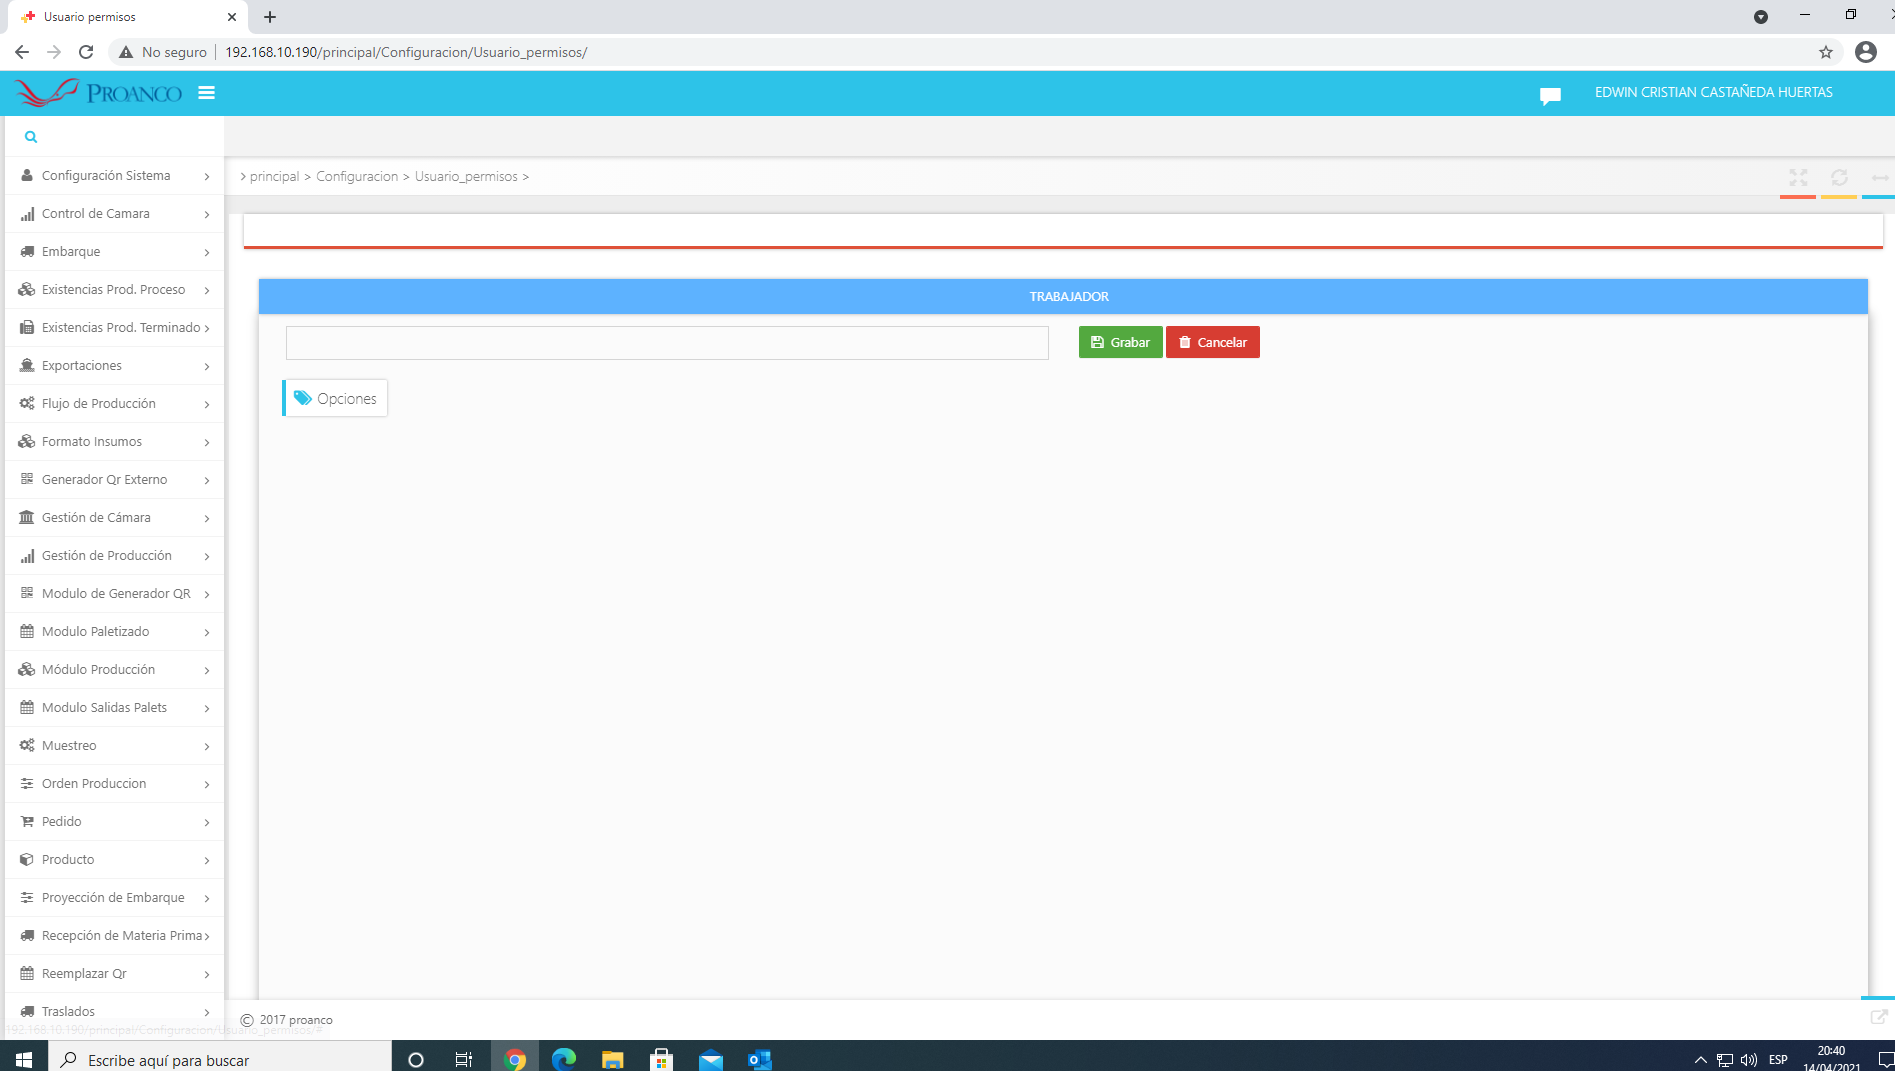 Usuario permisos
No seguro
192.168.10.190/principal/Configuracion/Usuario_permisos/
PROANCO
EDWIN CRISTIAN CASTAÑEDA HUERTAS
Configuración Sistema
Control de Camara
Embarque
Existencias Prod. Proceso
Existencias Prod. Terminado
Exportaciones
Flujo de Producción
Formato Insumos
Generador Qr Externo
Gestión de Cámara
Gestión de Producción
Modulo de Generador QR
Modulo Paletizado
Módulo Producción
Modulo Salidas Palets
Muestreo
Orden Produccion
Pedido
Producto
Proyección de Embarque
Recepción de Materia Prima
Reemplazar Qr
Traslados
192.168.10.190/principal/Configuracion/Usuario_permisos/#
> principal > Configuracion > Usuario_permisos >
TRABAJADOR
Grabar
Cancelar
Opciones
© 2017 proanco
Escribe aquí para buscar
ESP
20:40
14/04/2021